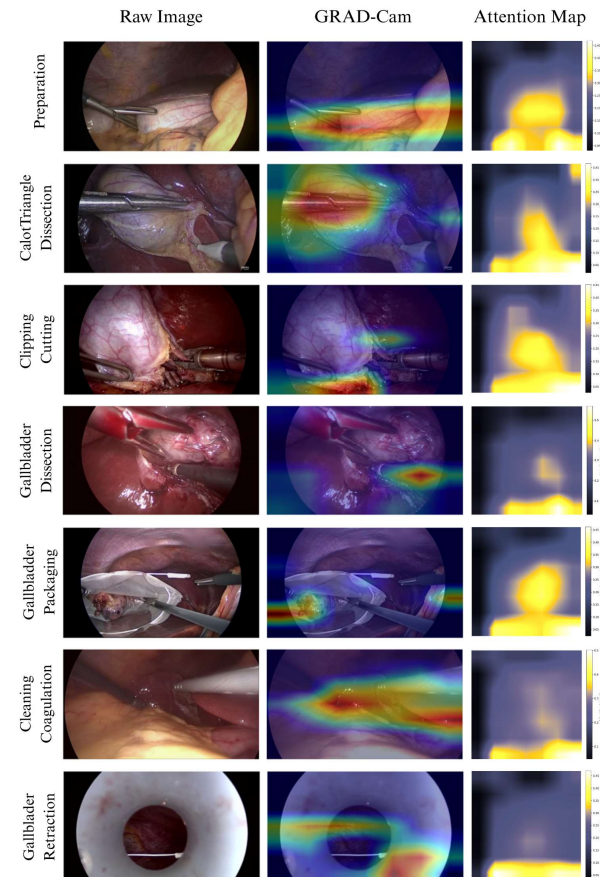 Raw Image GRAD-Cam Attention Map
Preparation
CalotTriangle
Dissection
Clipping
Cutting
Gallbladder
Dissection
Gallbladder
Packaging
Cleaning
Coagulation
Gallbladder
Retraction